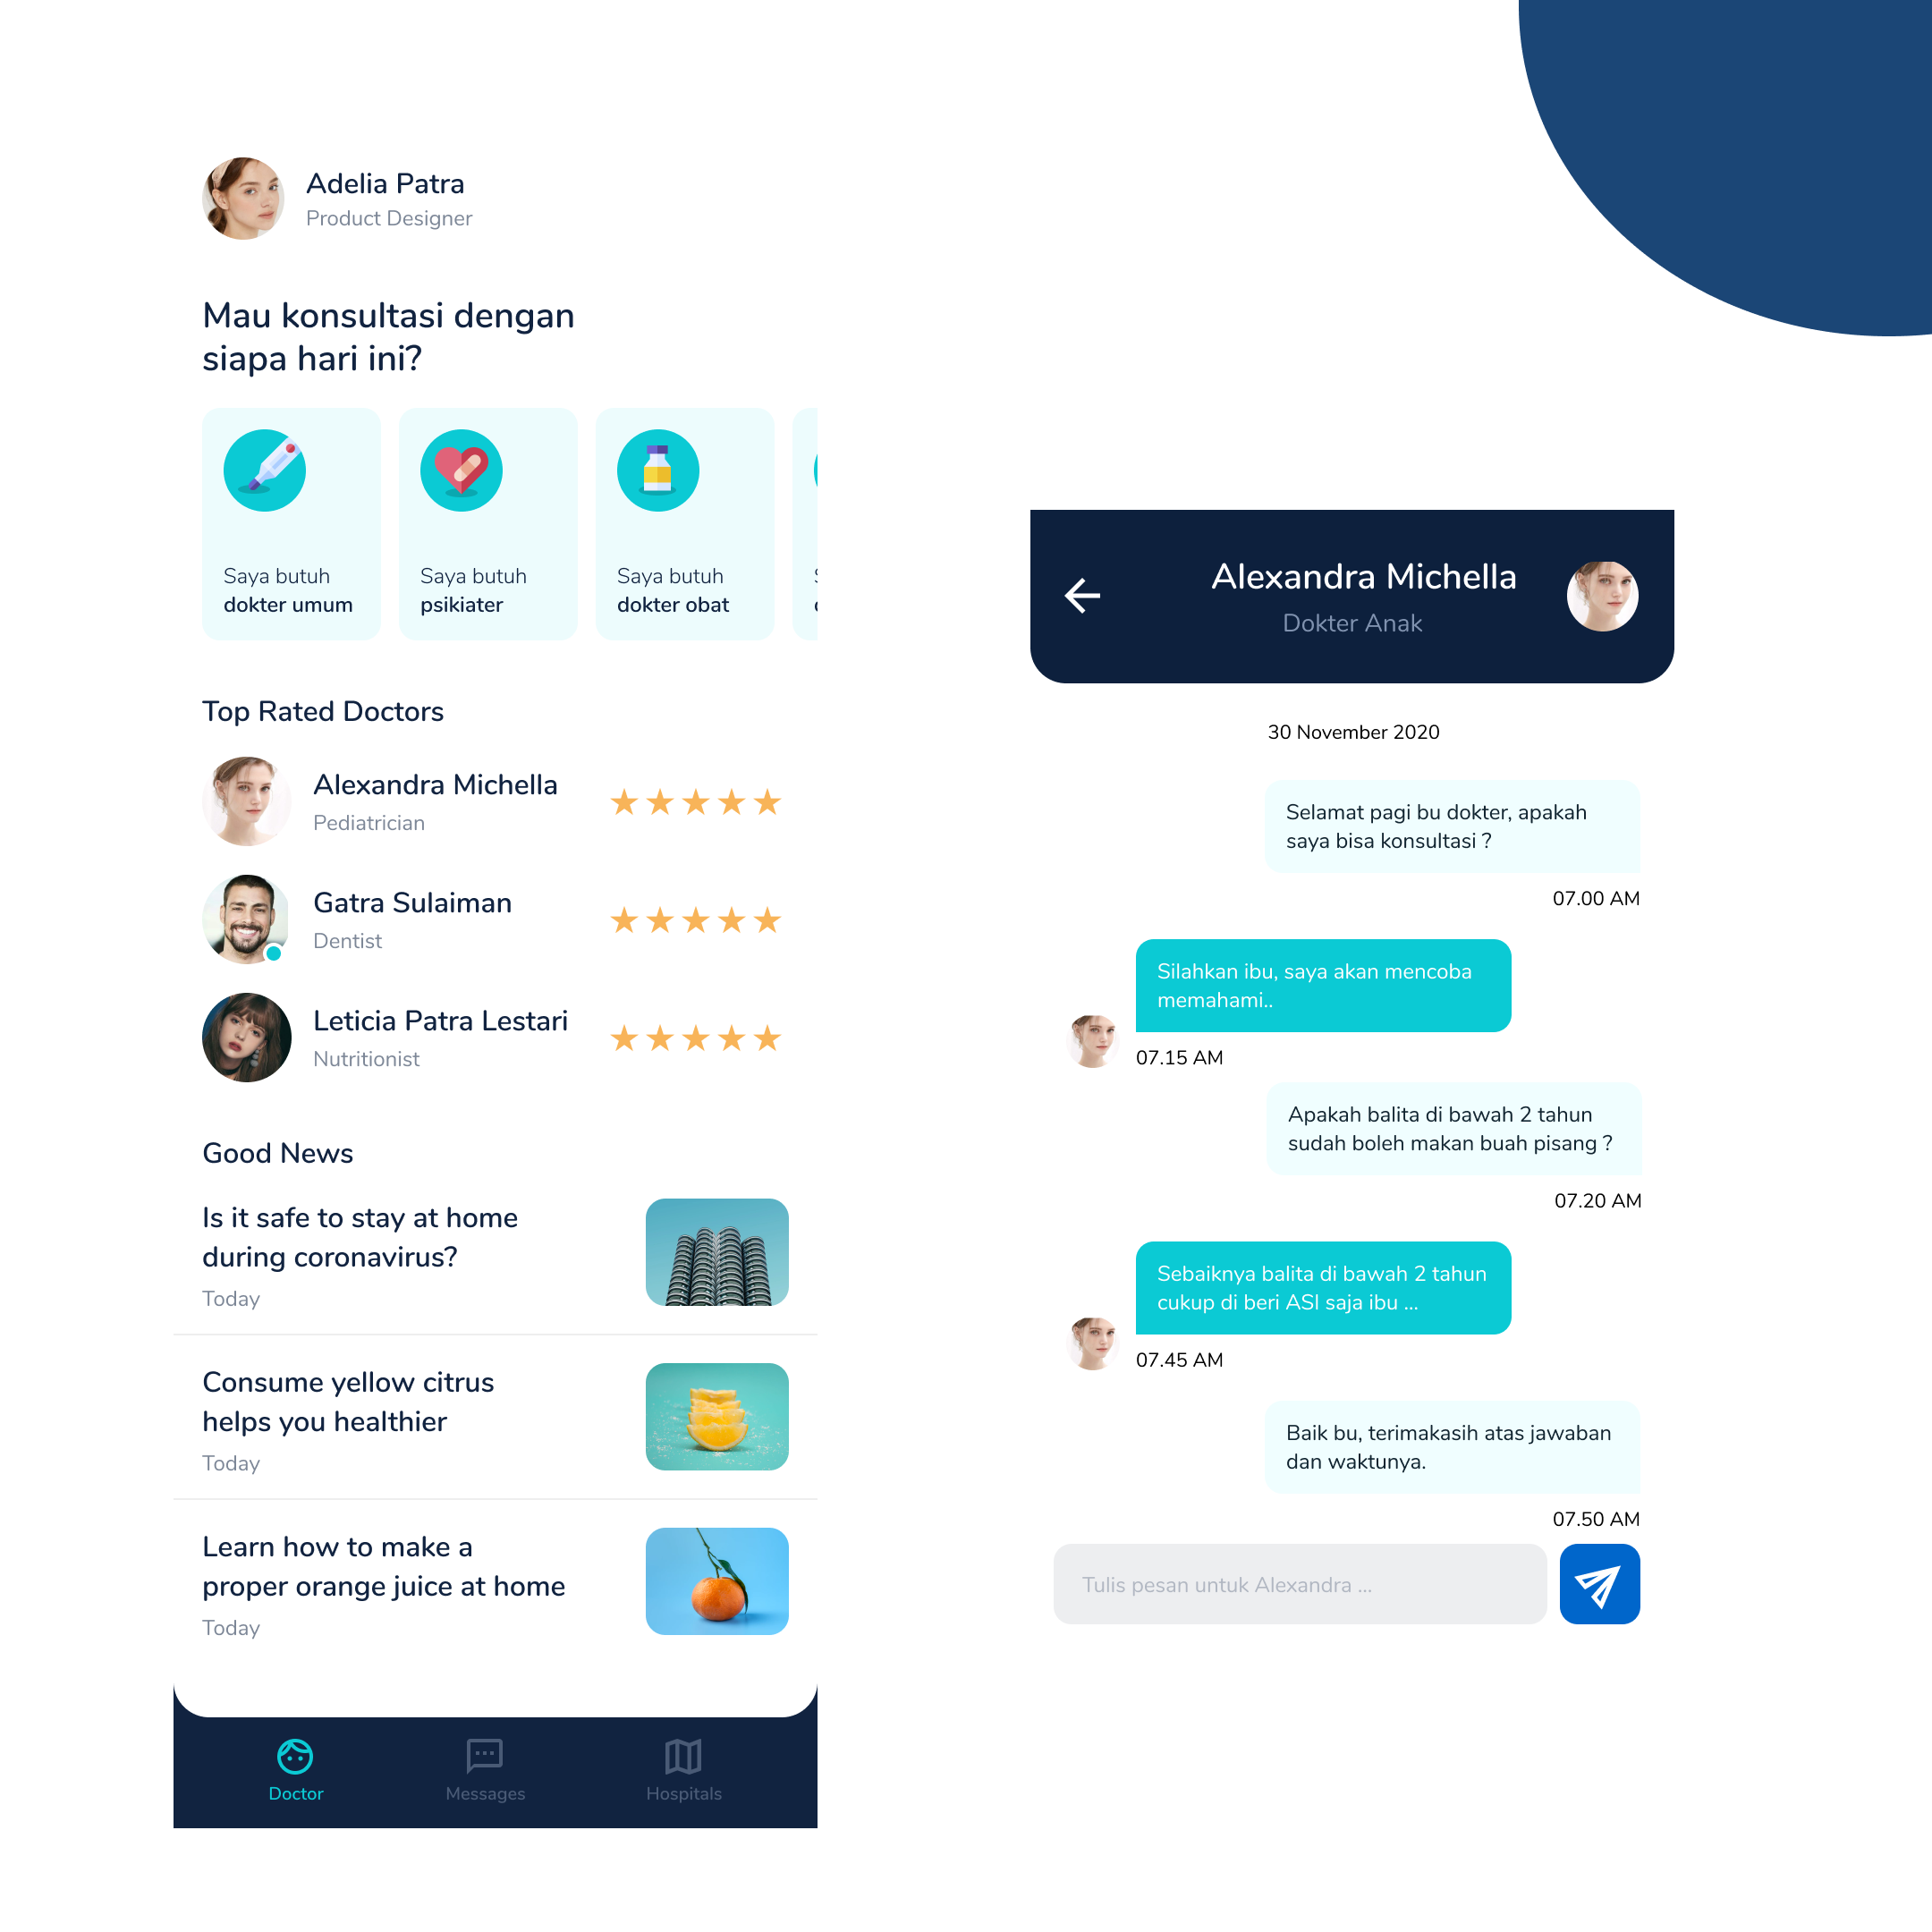 Adelia Patra
Product Designer
Mau konsultasi dengan
siapa hari ini?
Saya butuh
dokter umum
Saya butuh
psikiater
Saya butuh
dokter obat
Top Rated Doctors
Alexandra Michella
Pediatrician
Gatra Sulaiman
Dentist
Leticia Patra Lestari
Nutritionist
Good News
Is it safe to stay at home
during coronavirus?
Today
Consume yellow citrus
helps you healthier
Today
Learn how to make a
proper orange juice at home
Today
Doctor
Messages
Hospitals
Alexandra Michella
Dokter Anak
30 November 2020
Selamat pagi bu dokter, apakah
saya bisa konsultasi ?
07.00 AM
Silahkan ibu, saya akan mencoba
memahami..
07.15 AM
Apakah balita di bawah 2 tahun
sudah boleh makan buah pisang ?
07.20 AM
Sebaiknya balita di bawah 2 tahun
cukup di beri ASI saja ibu ...
07.45 AM
Baik bu, terimakasih atas jawaban
dan waktunya.
07.50 AM
Tulis pesan untuk Alexandra ...